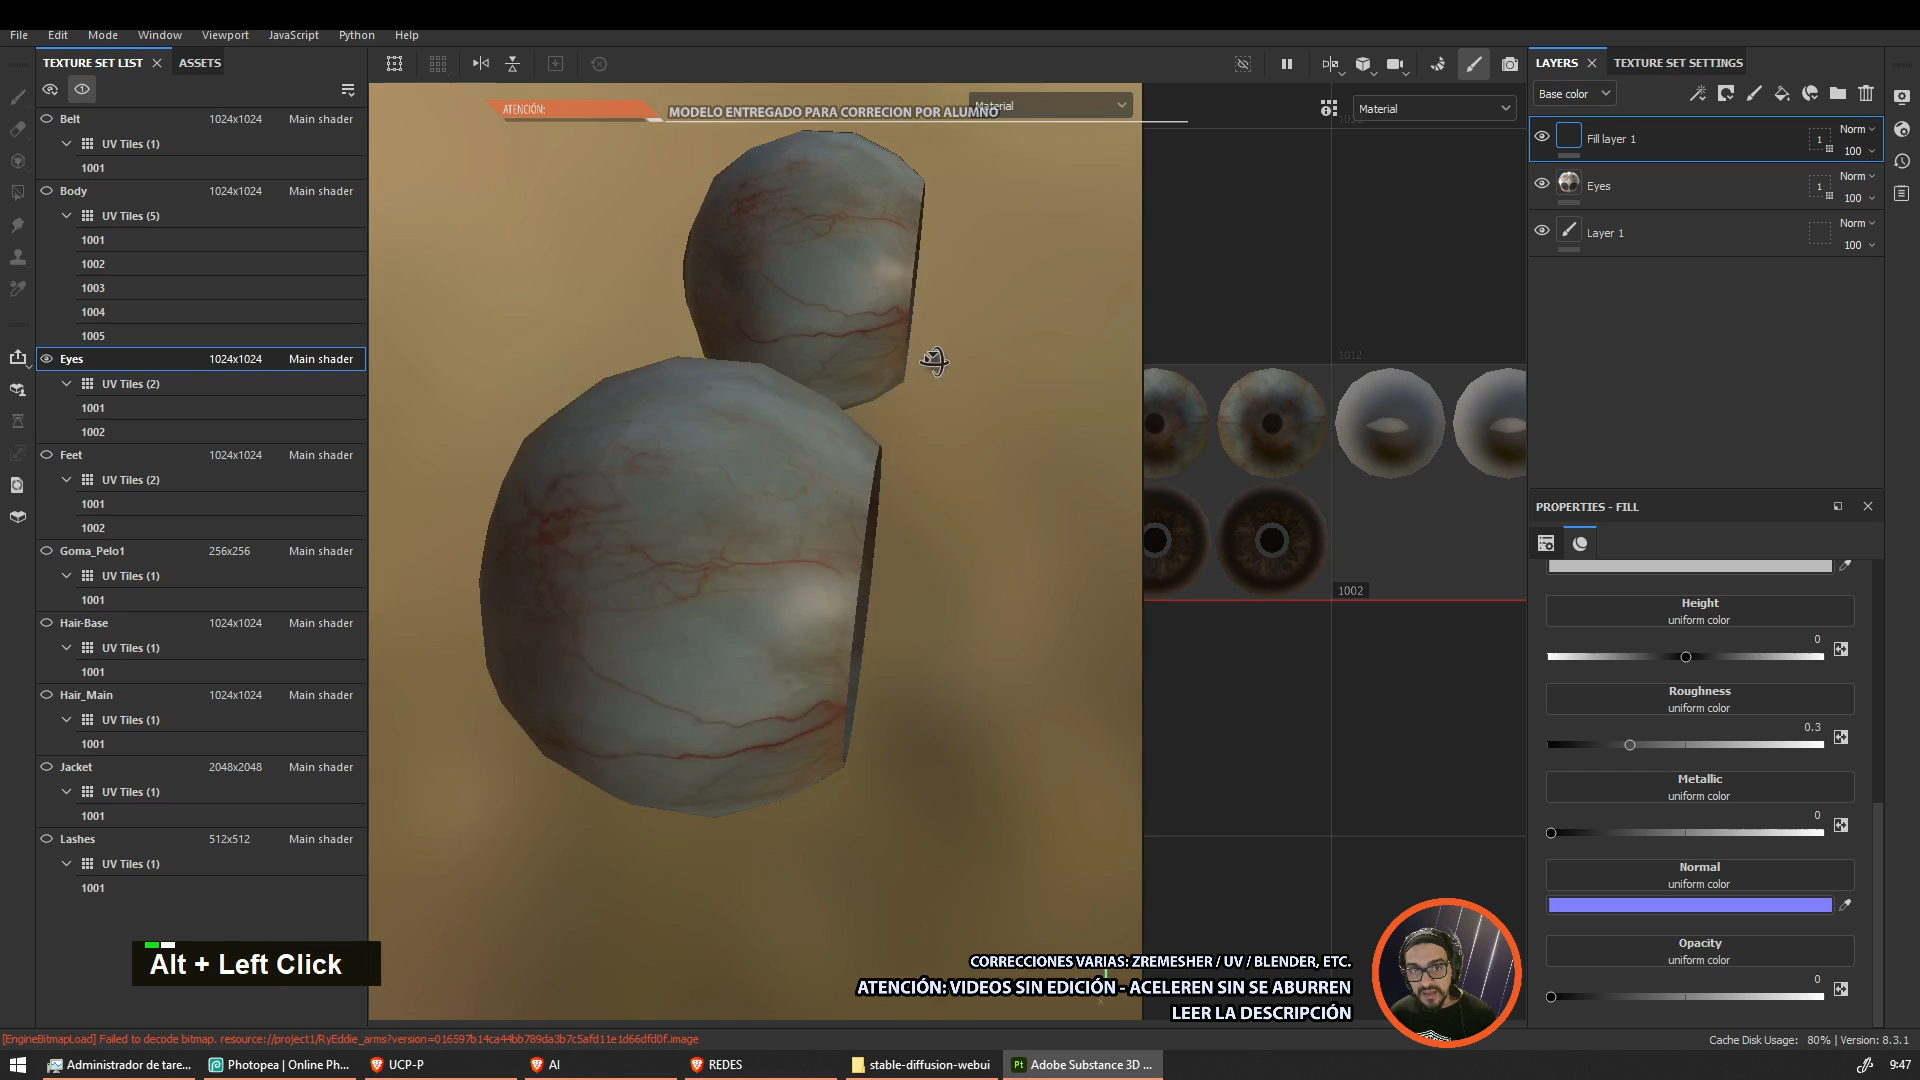 File Edit Mode Window Viewport JavaScript Python Help
TEXTURE SET LIST ASSETS
Belt 1024x1024 Main shader
UV Tiles (1)
1001
Body 1024x1024 Main shader
UV Tiles (5)
1001
1002
1003
1004
1005
Eyes 1024x1024 Main shader
UV Tiles (2)
1001
1002
Feet 1024x1024 Main shader
UV Tiles (2)
1001
1002
Goma_Pelo1 256x256 Main shader
UV Tiles (1)
1001
Hair-Base 1024x1024 Main shader
UV Tiles (1)
1001
Hair_Main 1024x1024 Main shader
UV Tiles (1)
1001
Jacket 2048x2048 Main shader
UV Tiles (1)
1001
Lashes 512x512 Main shader
UV Tiles (1)
1001
Alt + Left Click
ATENCIÓN:
MODELO ENTREGADO PARA CORRECION POR ALUMNO
Material
Material
1012
1002
CORRECCIONES VARIAS: ZREMESHER / UV / BLENDER, ETC.
ATENCIÓN: VIDEOS SIN EDICIÓN - ACELEREN SIN SE ABURREN
LEER LA DESCRIPCIÓN
LAYERS TEXTURE SET SETTINGS
Base color
Fill layer 1 1 Norm 100
Eyes 1 Norm 100
Layer 1 Norm 100
PROPERTIES - FILL
Height
uniform color
0
Roughness
uniform color
0.3
Metallic
uniform color
0
Normal
uniform color
Opacity
uniform color
0
[EngineBitmapLoad] Failed to decode bitmap. resource://project1/RyEddie_arms?version=016597b14ca44bb789da3b7c5afd11e1d66dfd0f.image
Cache Disk Usage: 80% | Version: 8.3.1
Administrador de tare...
Photopea | Online Ph...
UCP-P
AI
REDES
stable-diffusion-webui
Pt Adobe Substance 3D ...
9:47